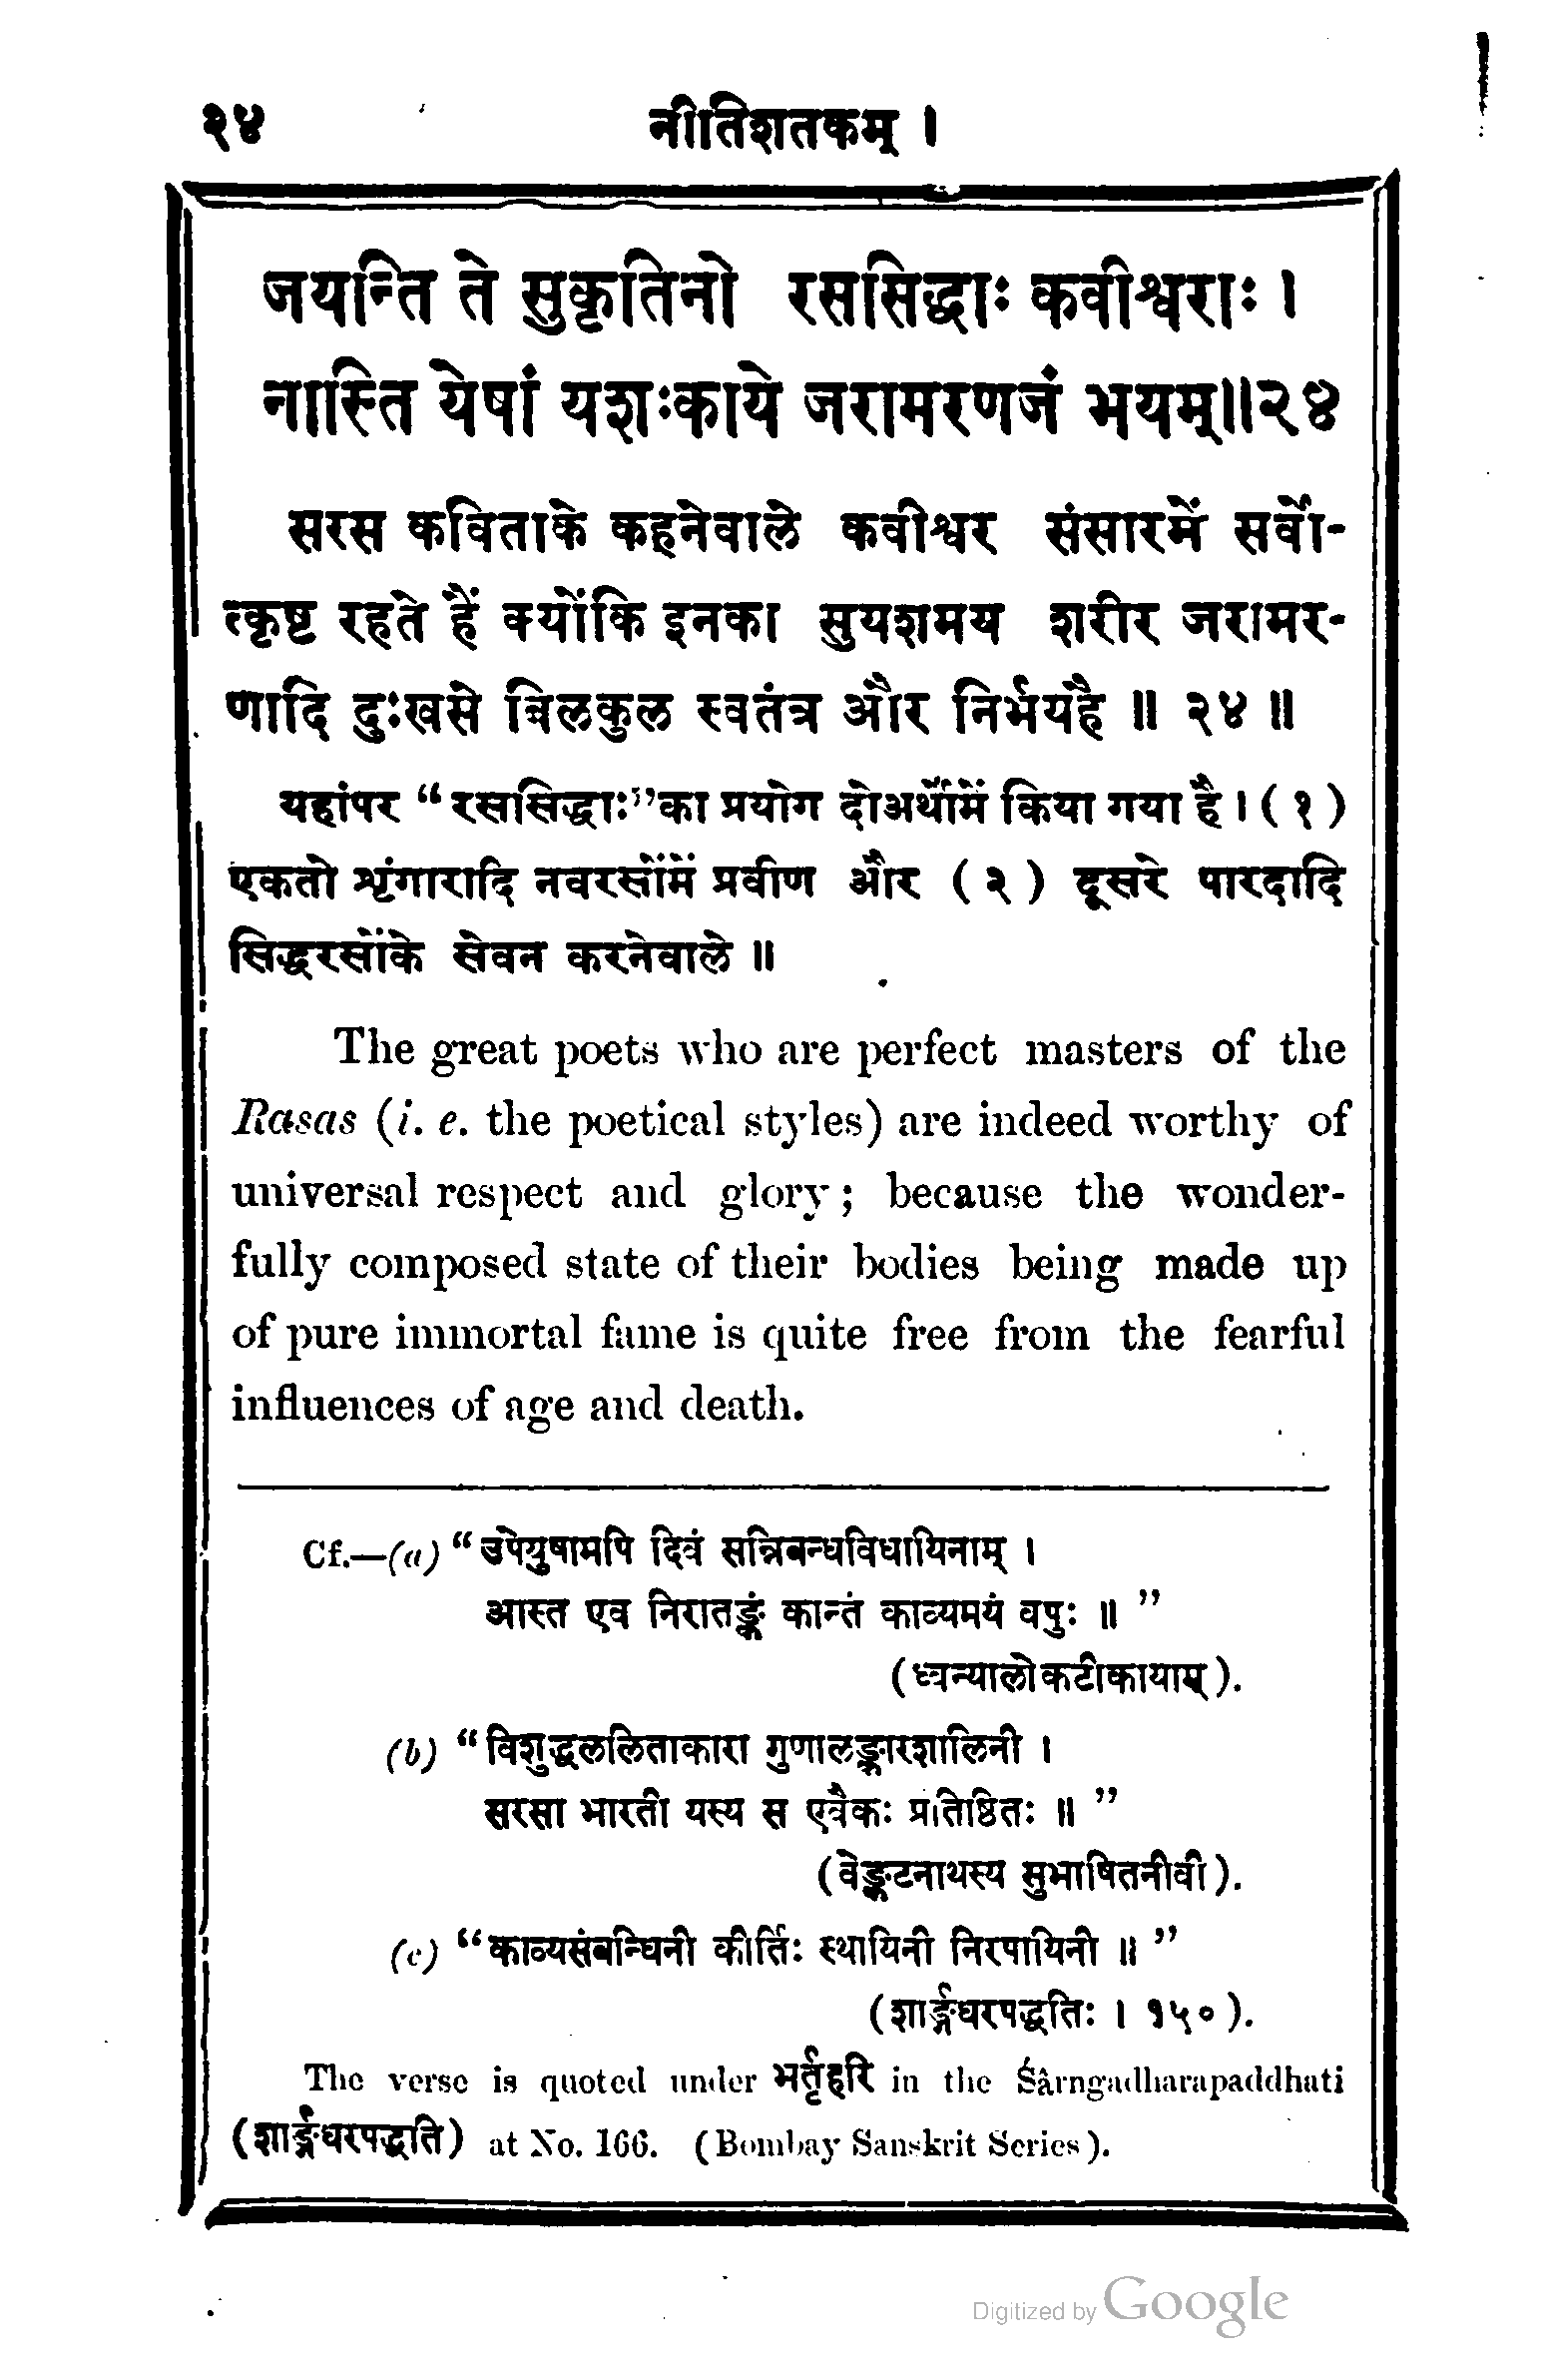 २४ नीतिशतकम् ।
जयन्ति ते सुकृतिनो रससिद्धाः कवीश्वराः ।
नास्ति येषां यशःकाये जरामरणजं भयम्॥२४
सरस कविताके कहनेवाले कवीश्वर संसारमें सर्वो-
त्कृष्ट रहते हैं क्योंकि इनका सुयशमय शरीर जरामर-
णादि दुःखसे बिलकुल स्वतंत्र और निर्भयहै ॥ २४ ॥
यहांपर “रससिद्धाः”का प्रयोग दोअर्थोंमें किया गया है । (१)
एकतो शृंगारादि नवरसोंमें प्रवीण और (२) दूसरे पारदादि
सिद्धरसोंके सेवन करनेवाले ॥
The great poets who are perfect masters of the
Rasas (i. e. the poetical styles) are indeed worthy of
universal respect and glory; because the wonder-
fully composed state of their bodies being made up
of pure immortal fame is quite free from the fearful
influences of age and death.
Cf.—(a) “उपेयुषामपि दिवं सन्निबन्धविधायिनाम् ।
आस्त एव निरातङ्कं कान्तं काव्यमयं वपुः ॥”
(ध्वन्यालोकटीकायाम्).
(b) “विशुद्धललिताकारा गुणालङ्कारशालिनी ।
सरसा भारती यस्य स एवैकः प्रतिष्ठितः ॥”
(वेङ्कटनाथस्य सुभाषितनीवी).
(c) “काव्यसंबन्धिनी कीर्तिः स्थायिनी निरपायिनी ॥”
(शार्ङ्गधरपद्धतिः । १५०).
The verse is quoted under भर्तृहरि in the Śârngadharapaddhati
(शार्ङ्गधरपद्धति) at No. 166. (Bombay Sanskrit Series).
Digitized by Google